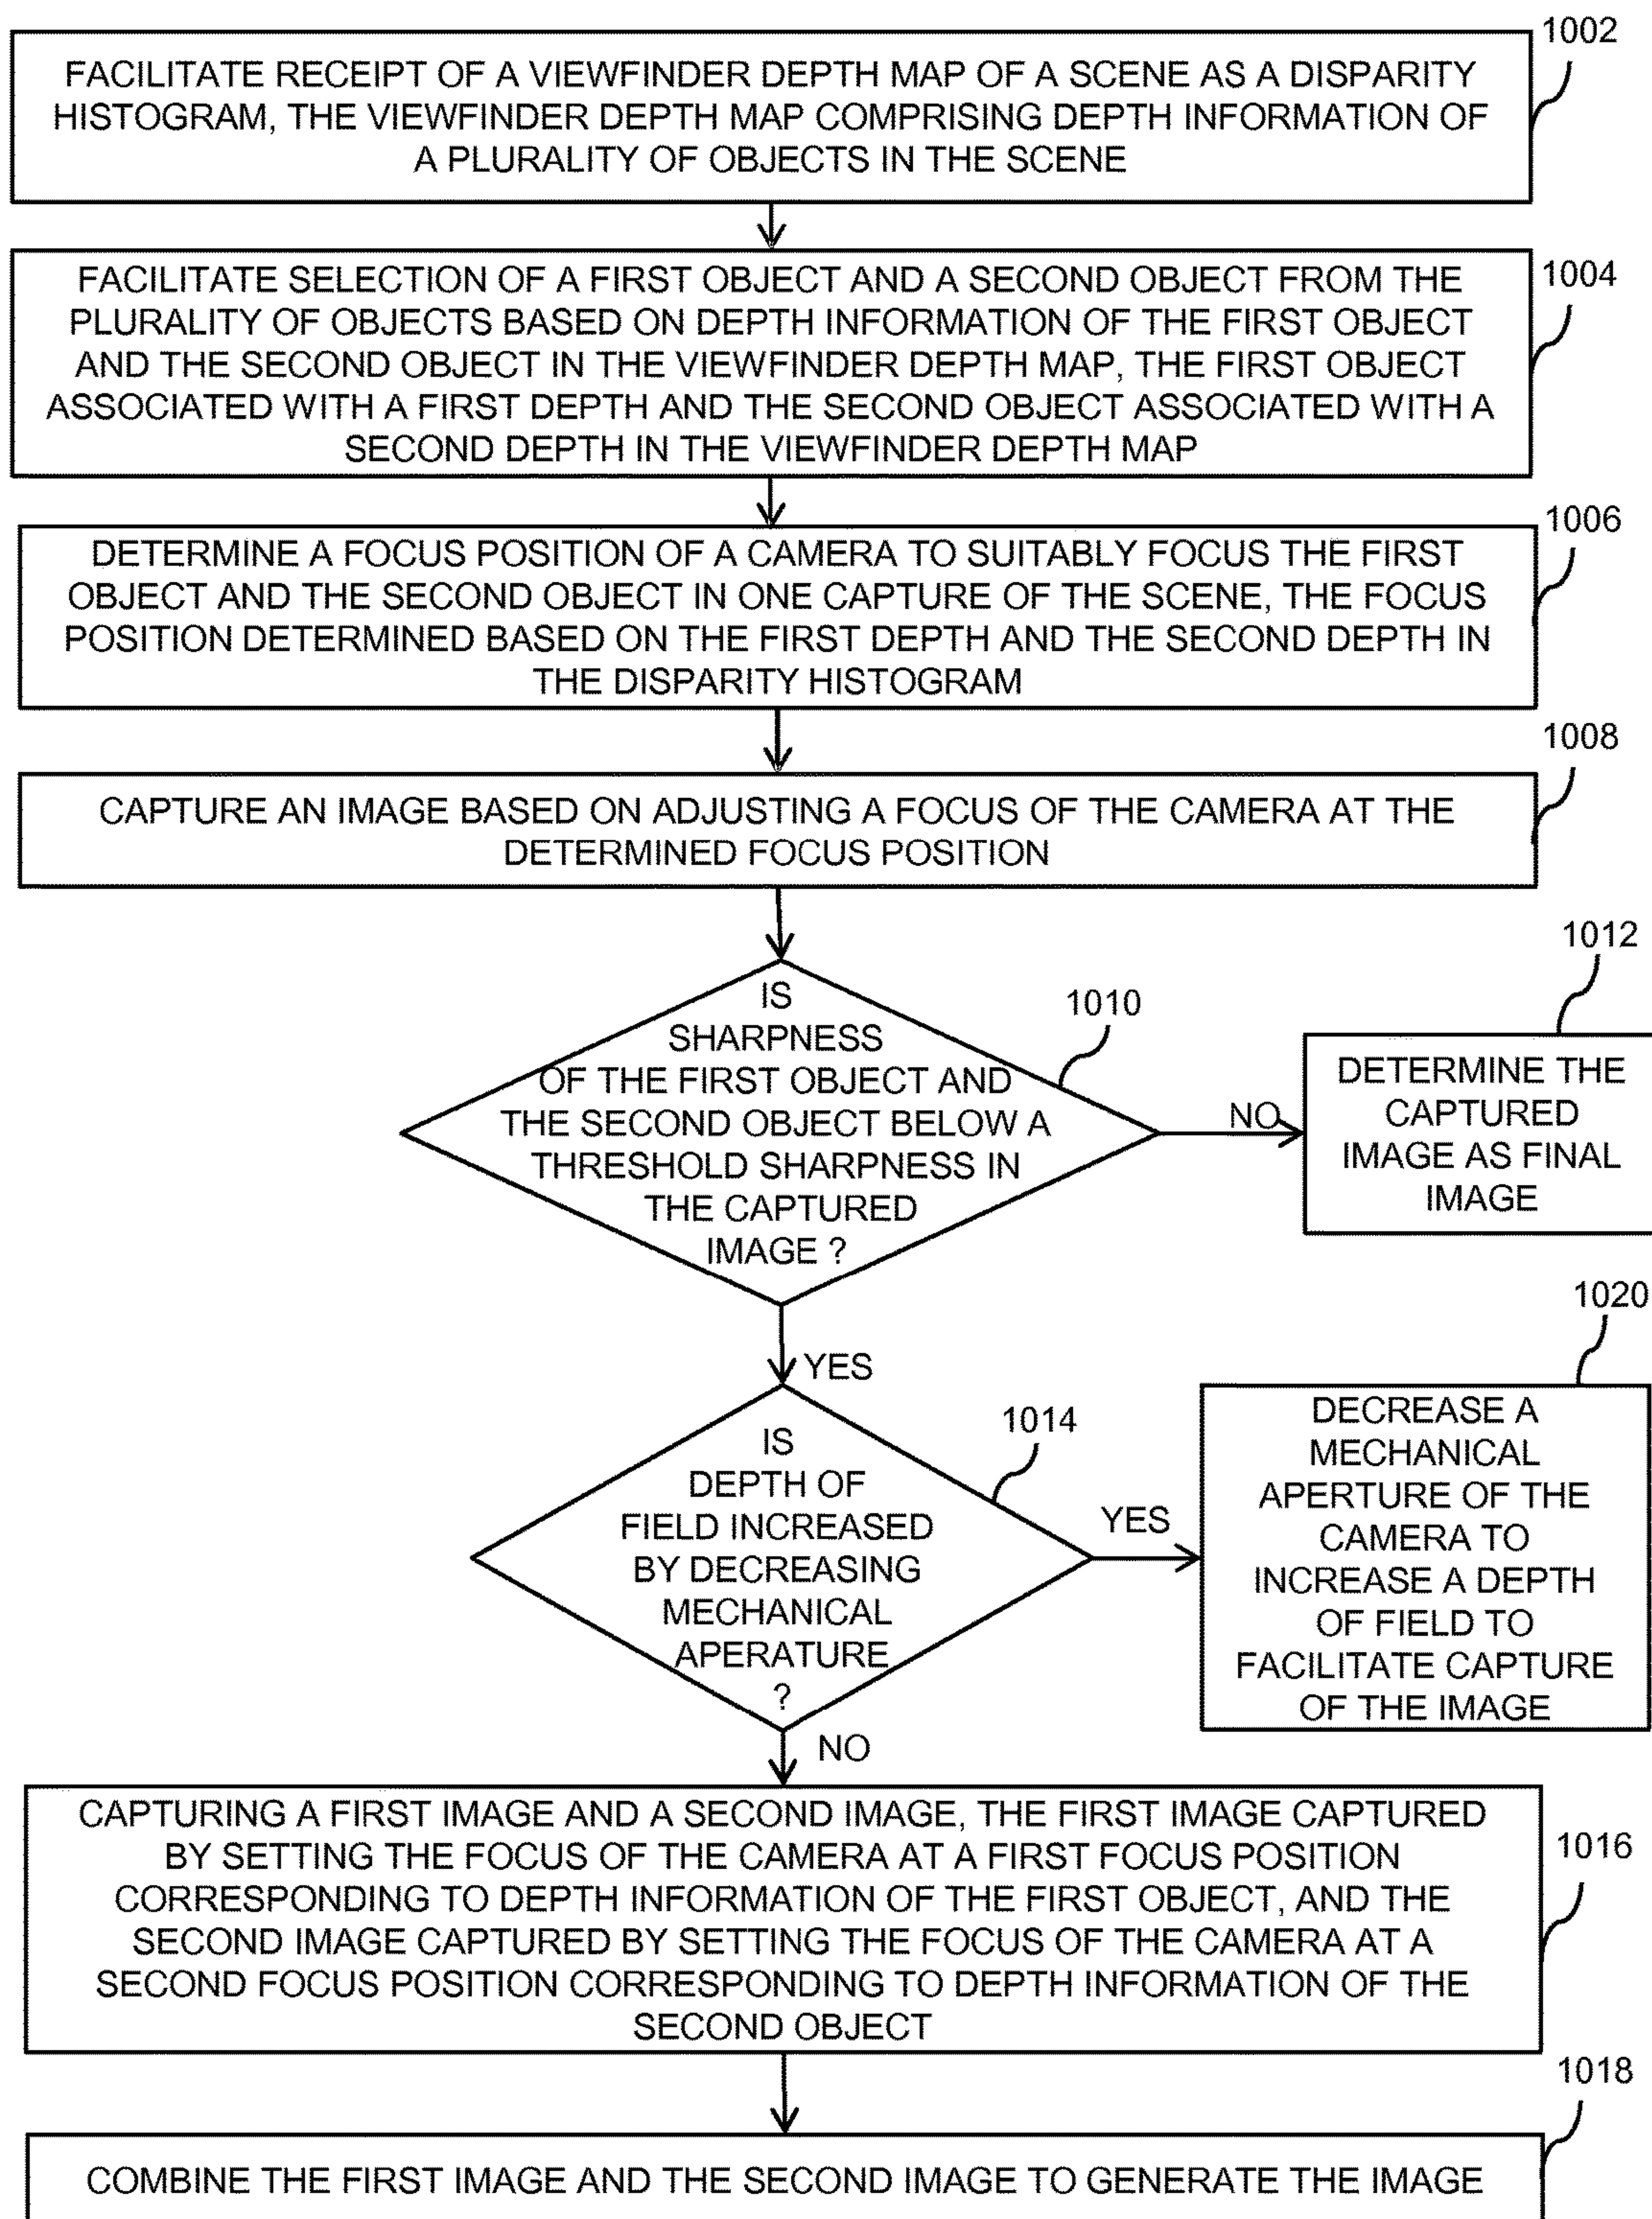 1002
FACILITATE RECEIPT OF A VIEWFINDER DEPTH MAP OF A SCENE AS A DISPARITY
HISTOGRAM, THE VIEWFINDER DEPTH MAP COMPRISING DEPTH INFORMATION OF
A PLURALITY OF OBJECTS IN THE SCENE
1004
FACILITATE SELECTION OF A FIRST OBJECT AND A SECOND OBJECT FROM THE
PLURALITY OF OBJECTS BASED ON DEPTH INFORMATION OF THE FIRST OBJECT
AND THE SECOND OBJECT IN THE VIEWFINDER DEPTH MAP, THE FIRST OBJECT
ASSOCIATED WITH A FIRST DEPTH AND THE SECOND OBJECT ASSOCIATED WITH A
SECOND DEPTH IN THE VIEWFINDER DEPTH MAP
1006
DETERMINE A FOCUS POSITION OF A CAMERA TO SUITABLY FOCUS THE FIRST
OBJECT AND THE SECOND OBJECT IN ONE CAPTURE OF THE SCENE, THE FOCUS
POSITION DETERMINED BASED ON THE FIRST DEPTH AND THE SECOND DEPTH IN
THE DISPARITY HISTOGRAM
1008
CAPTURE AN IMAGE BASED ON ADJUSTING A FOCUS OF THE CAMERA AT THE
DETERMINED FOCUS POSITION
1010
IS
SHARPNESS
OF THE FIRST OBJECT AND
THE SECOND OBJECT BELOW A
THRESHOLD SHARPNESS IN
THE CAPTURED
IMAGE ?
NO
1012
DETERMINE THE
CAPTURED
IMAGE AS FINAL
IMAGE
YES
1014
IS
DEPTH OF
FIELD INCREASED
BY DECREASING
MECHANICAL
APERATURE
?
YES
1020
DECREASE A
MECHANICAL
APERTURE OF THE
CAMERA TO
INCREASE A DEPTH
OF FIELD TO
FACILITATE CAPTURE
OF THE IMAGE
NO
CAPTURING A FIRST IMAGE AND A SECOND IMAGE, THE FIRST IMAGE CAPTURED
BY SETTING THE FOCUS OF THE CAMERA AT A FIRST FOCUS POSITION
CORRESPONDING TO DEPTH INFORMATION OF THE FIRST OBJECT, AND THE
SECOND IMAGE CAPTURED BY SETTING THE FOCUS OF THE CAMERA AT A
SECOND FOCUS POSITION CORRESPONDING TO DEPTH INFORMATION OF THE
SECOND OBJECT
1016
1018
COMBINE THE FIRST IMAGE AND THE SECOND IMAGE TO GENERATE THE IMAGE